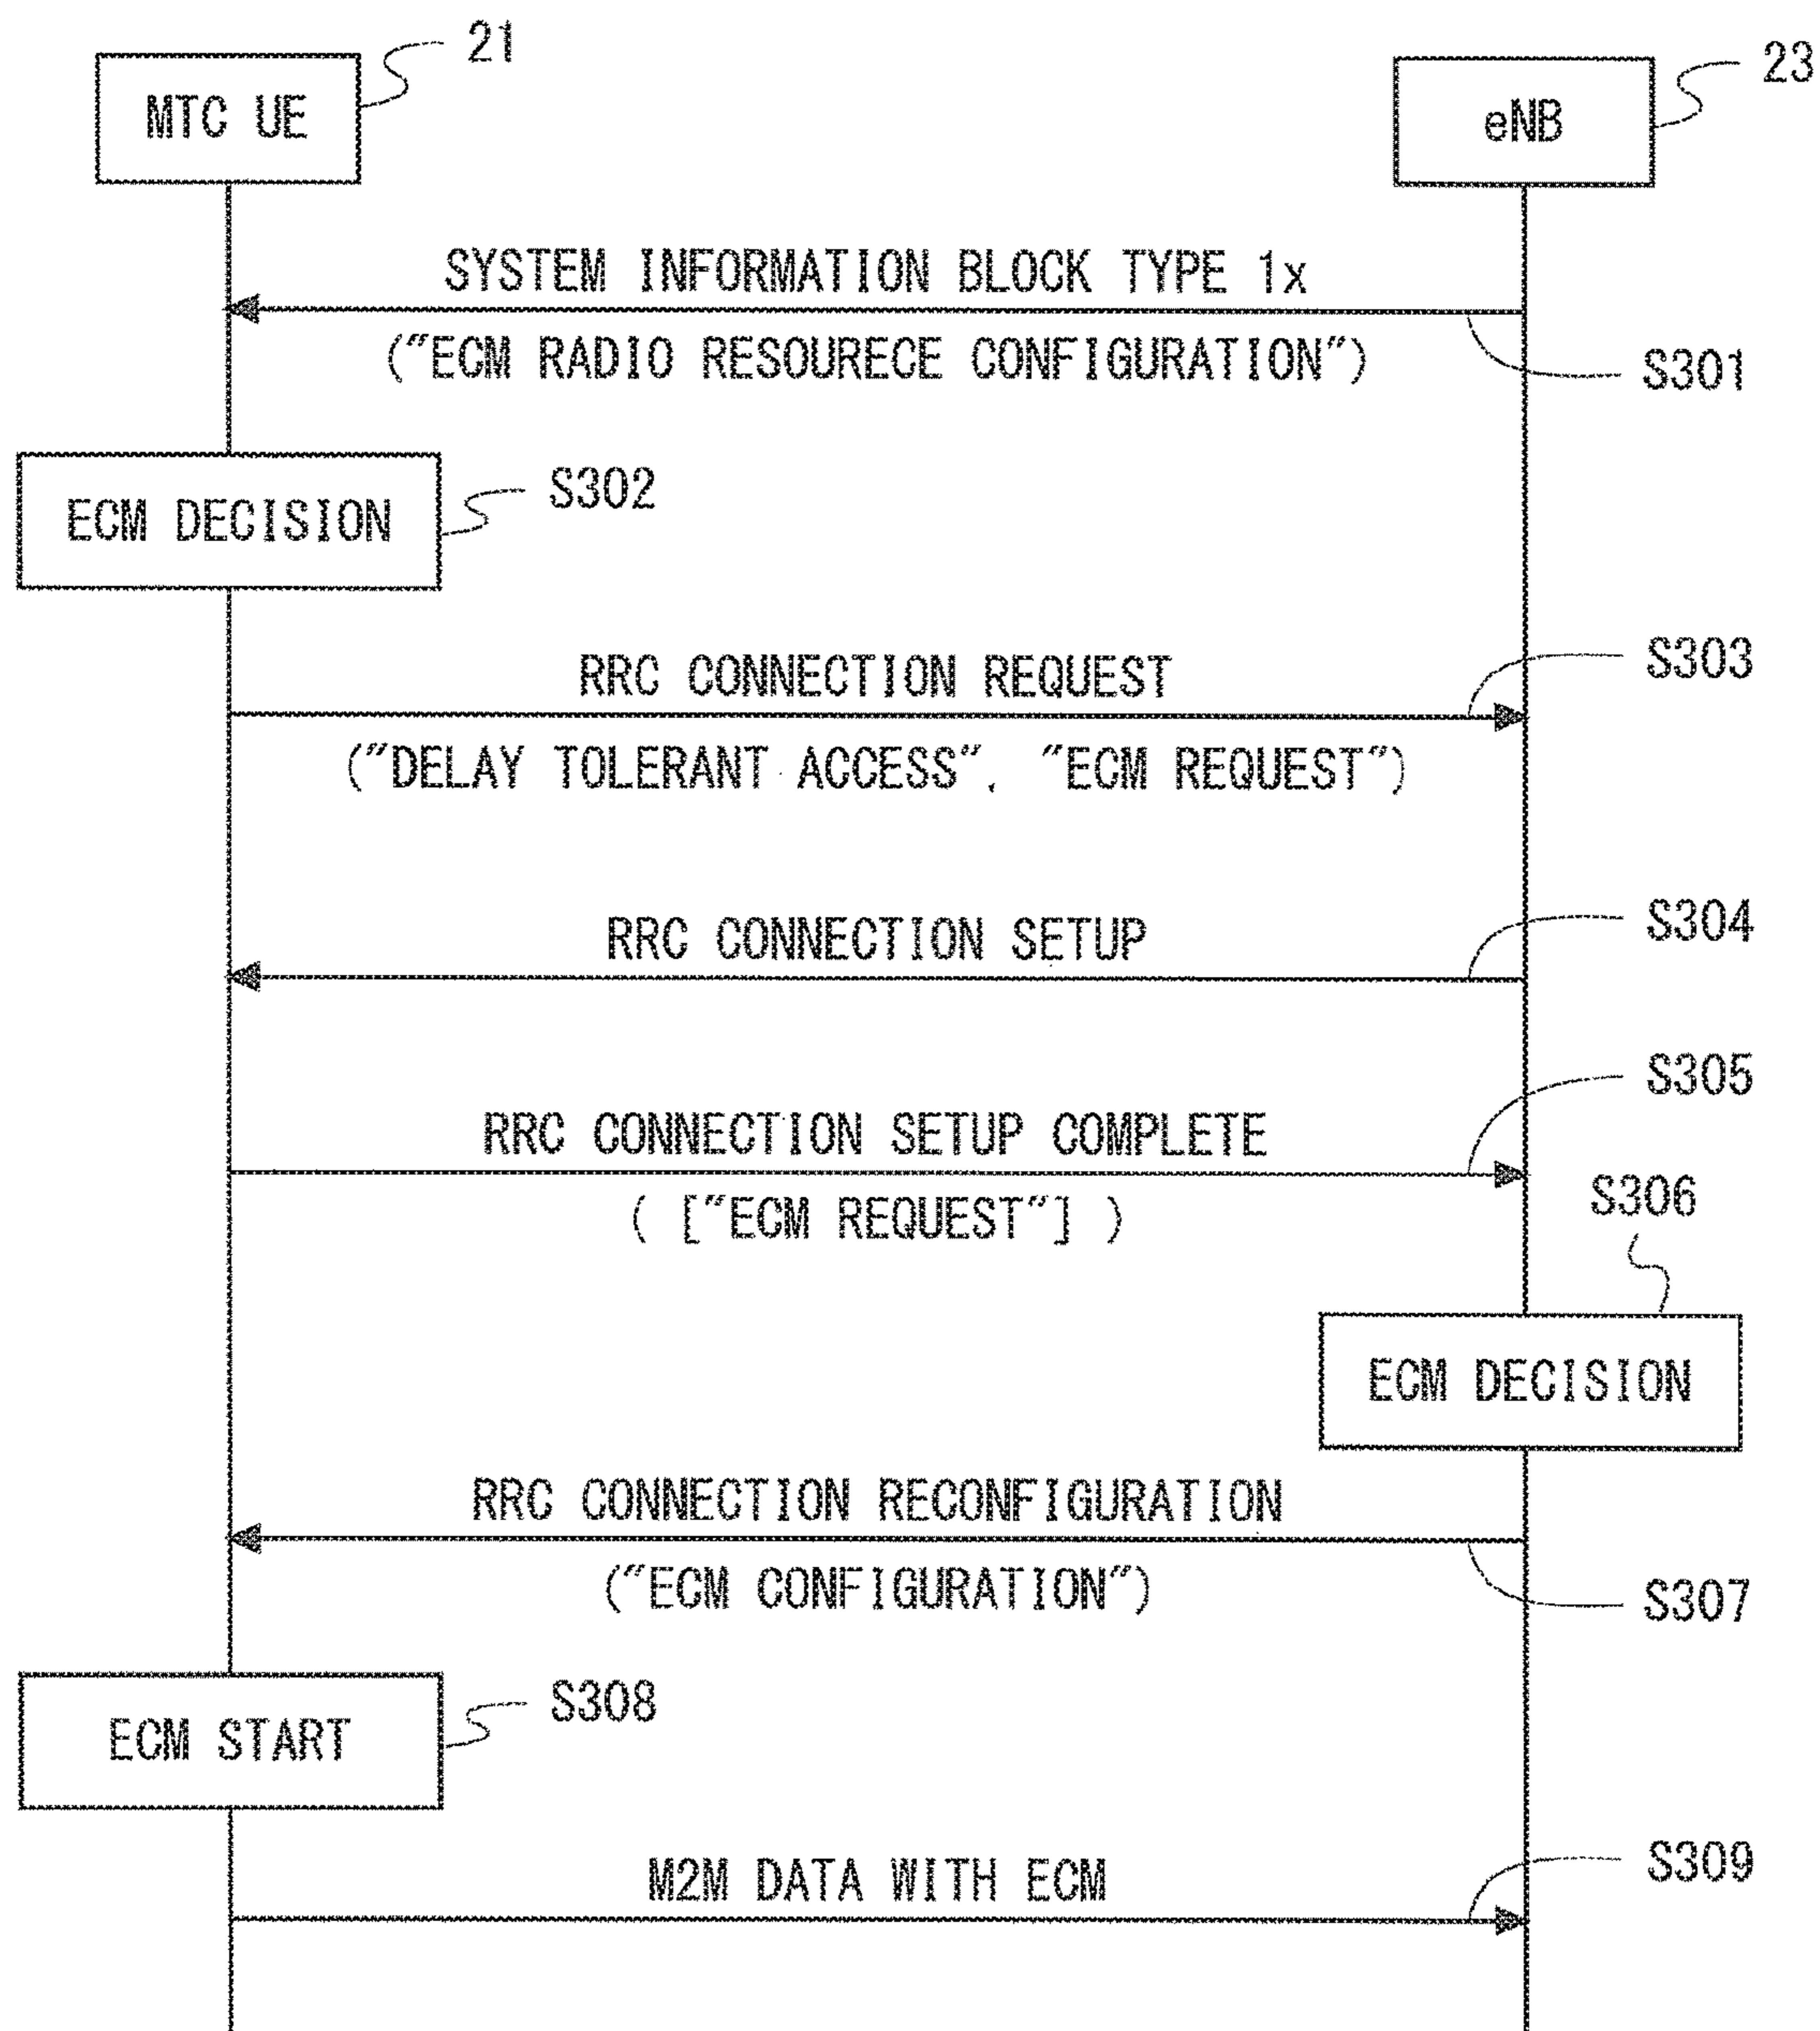 21
23
MTC UE
eNB
SYSTEM INFORMATION BLOCK TYPE 1x
("ECM RADIO RESOURECE CONFIGURATION")
S301
S302
ECM DECISION
S303
RRC CONNECTION REQUEST
("DELAY TOLERANT ACCESS", "ECM REQUEST")
S304
RRC CONNECTION SETUP
S305
RRC CONNECTION SETUP COMPLETE
( ["ECM REQUEST"] )
S306
ECM DECISION
RRC CONNECTION RECONFIGURATION
("ECM CONFIGURATION")
S307
S308
ECM START
S309
M2M DATA WITH ECM